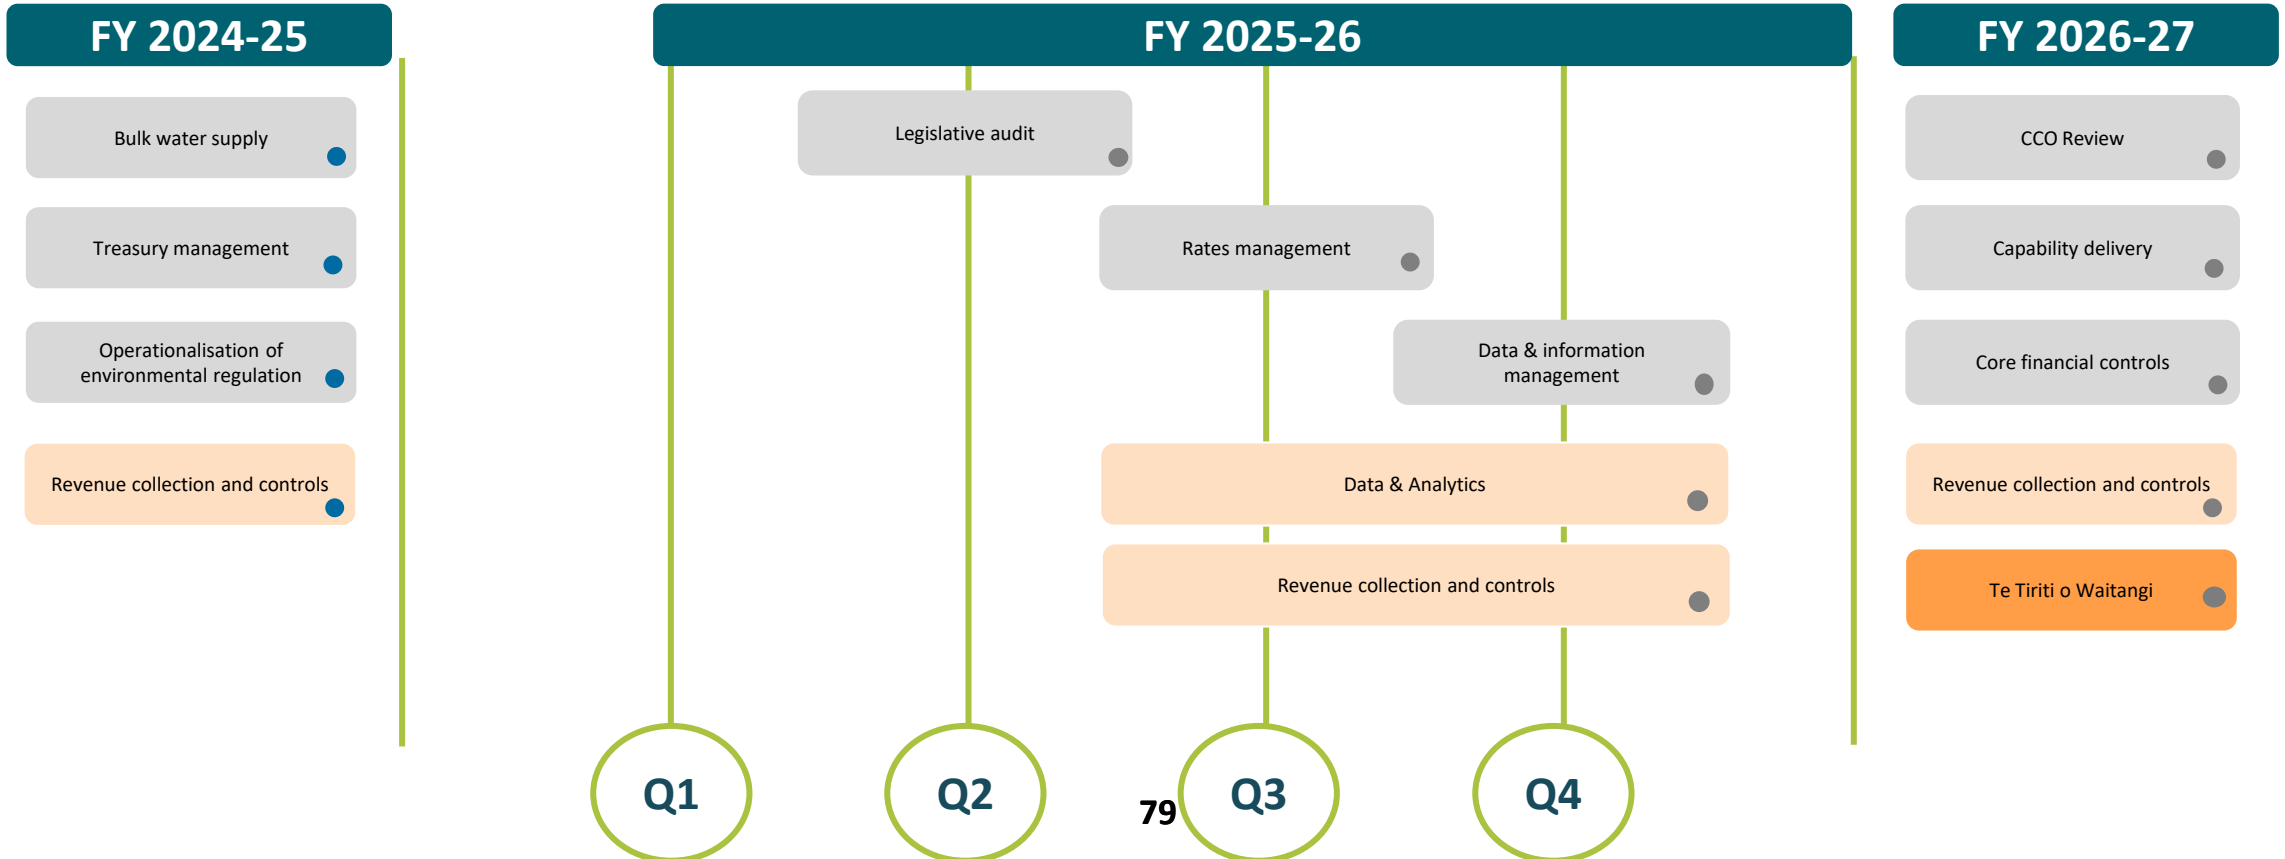 FY 2024-25
FY 2025-26
FY 2026-27
Bulk water supply
Treasury management
Operationalisation of
environmental regulation
Revenue collection and controls
Legislative audit
Rates management
Data & information
management
Data & Analytics
Revenue collection and controls
CCO Review
Capability delivery
Core financial controls
Revenue collection and controls
Te Tiriti o Waitangi
Q1
Q2
79
Q3
Q4